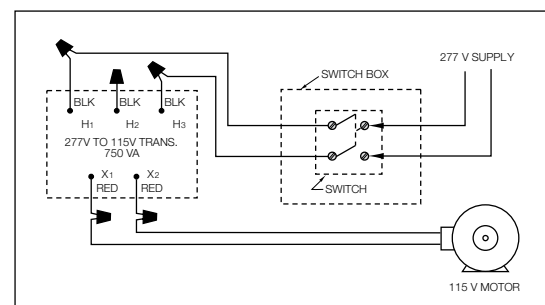 277 V SUPPLY
SWITCH BOX
BLK BLK BLK
H1 H2 H3
277V TO 115V TRANS.
750 VA
X1 X2
RED RED
SWITCH
115 V MOTOR